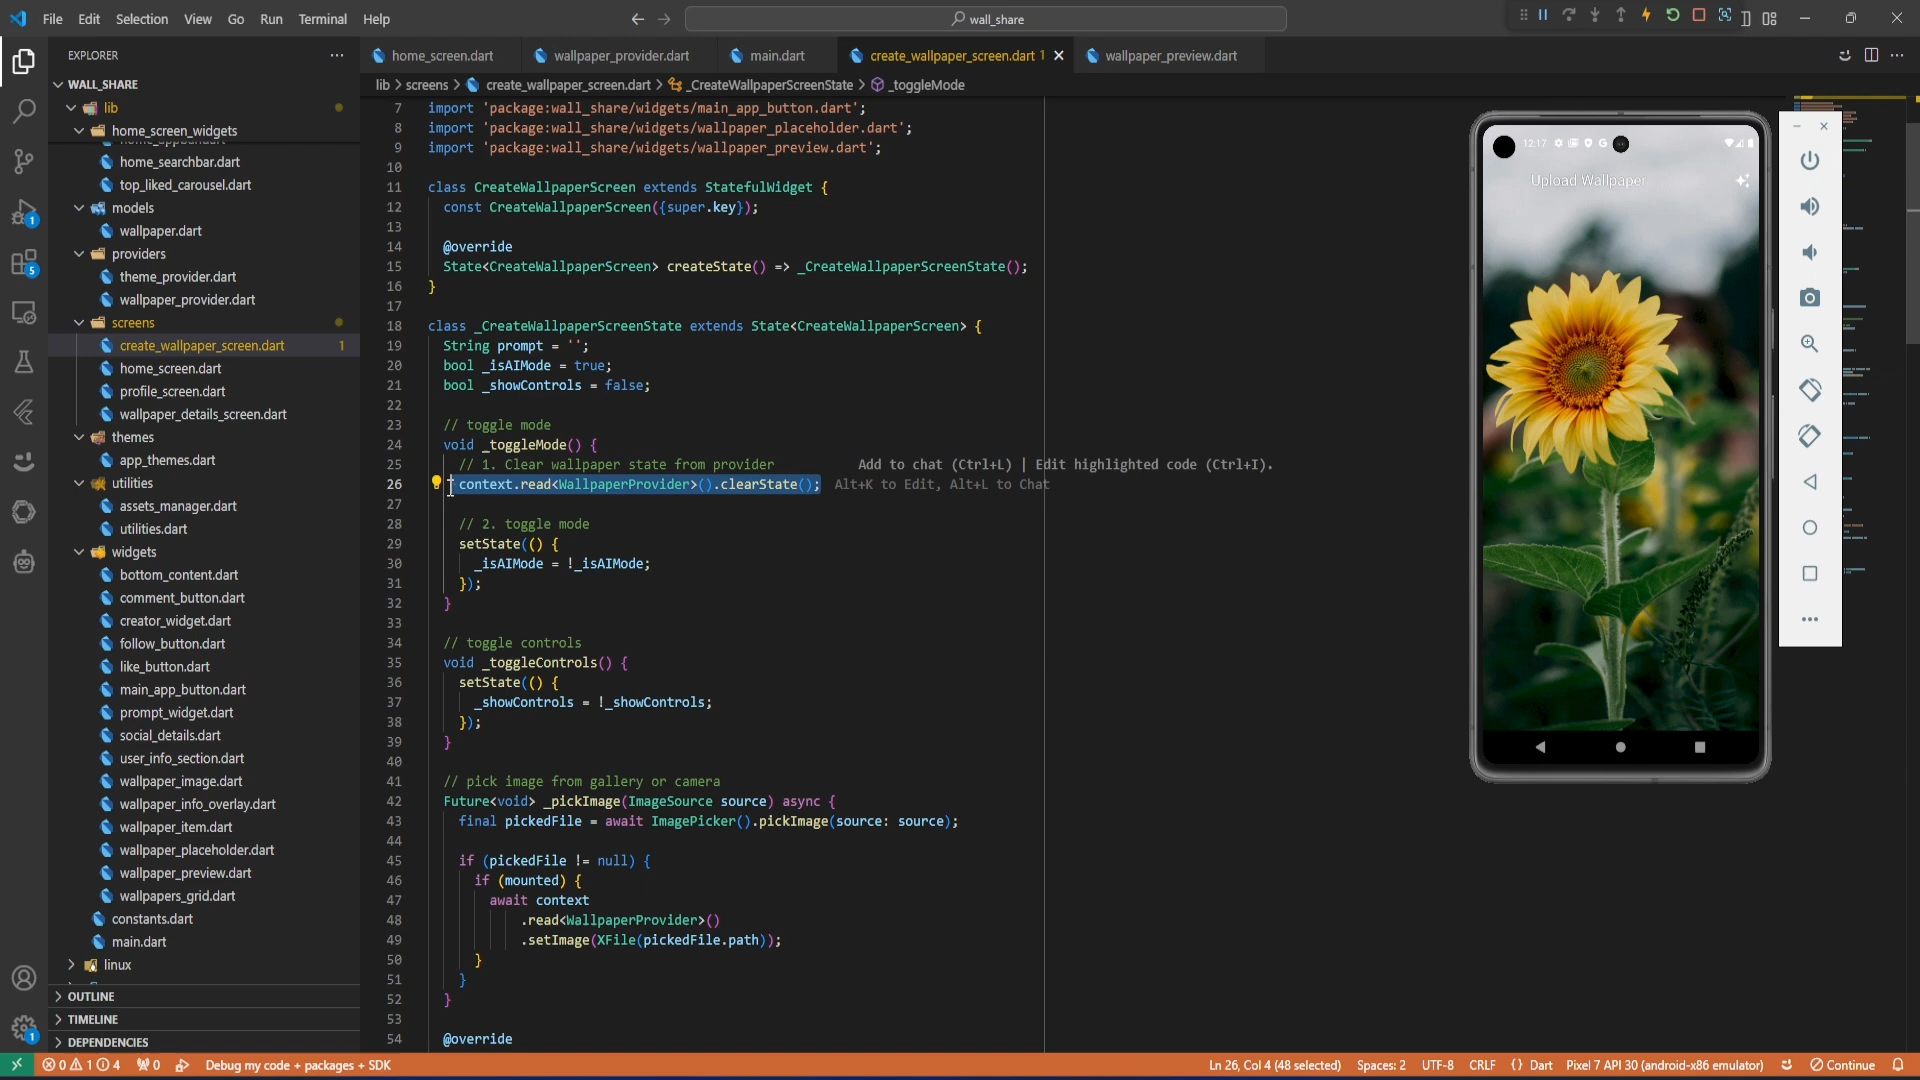 File Edit Selection View Go Run Terminal Help
wall_share
EXPLORER
WALL_SHARE
lib
home_screen_widgets
home_searchbar.dart
top_liked_carousel.dart
models
wallpaper.dart
providers
theme_provider.dart
wallpaper_provider.dart
screens
create_wallpaper_screen.dart 1
home_screen.dart
profile_screen.dart
wallpaper_details_screen.dart
themes
app_themes.dart
utilities
assets_manager.dart
utilities.dart
widgets
bottom_content.dart
comment_button.dart
creator_widget.dart
follow_button.dart
like_button.dart
main_app_button.dart
prompt_widget.dart
social_details.dart
user_info_section.dart
wallpaper_image.dart
wallpaper_info_overlay.dart
wallpaper_item.dart
wallpaper_placeholder.dart
wallpaper_preview.dart
wallpapers_grid.dart
constants.dart
main.dart
linux
OUTLINE
TIMELINE
DEPENDENCIES
1
5
1
home_screen.dart wallpaper_provider.dart main.dart create_wallpaper_screen.dart 1 wallpaper_preview.dart
lib > screens > create_wallpaper_screen.dart > _CreateWallpaperScreenState > _toggleMode
7 import 'package:wall_share/widgets/main_app_button.dart';
8 import 'package:wall_share/widgets/wallpaper_placeholder.dart';
9 import 'package:wall_share/widgets/wallpaper_preview.dart';
10
11 class CreateWallpaperScreen extends StatefulWidget {
12 const CreateWallpaperScreen({super.key});
13
14 @override
15 State<CreateWallpaperScreen> createState() => _CreateWallpaperScreenState();
16 }
17
18 class _CreateWallpaperScreenState extends State<CreateWallpaperScreen> {
19 String prompt = '';
20 bool _isAIMode = true;
21 bool _showControls = false;
22
23 // toggle mode
24 void _toggleMode() {
25 // 1. Clear wallpaper state from provider Add to chat (Ctrl+L) | Edit highlighted code (Ctrl+I).
26 context.read<WallpaperProvider>().clearState(); Alt+K to Edit, Alt+L to Chat
27
28 // 2. toggle mode
29 setState(() {
30 _isAIMode = !_isAIMode;
31 });
32 }
33
34 // toggle controls
35 void _toggleControls() {
36 setState(() {
37 _showControls = !_showControls;
38 });
39 }
40
41 // pick image from gallery or camera
42 Future<void> _pickImage(ImageSource source) async {
43 final pickedFile = await ImagePicker().pickImage(source: source);
44
45 if (pickedFile != null) {
46 if (mounted) {
47 await context
48 .read<WallpaperProvider>()
49 .setImage(XFile(pickedFile.path));
50 }
51 }
52 }
53
54 @override
12:17 G
Upload Wallpaper
0 1 4 0 Debug my code + packages + SDK Ln 26, Col 4 (48 selected) Spaces: 2 UTF-8 CRLF {} Dart Pixel 7 API 30 (android-x86 emulator) Continue